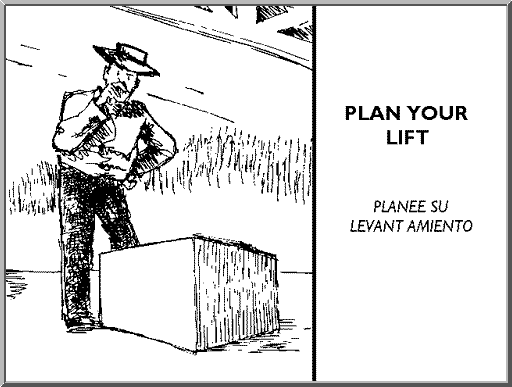 PLAN YOUR
LIFT
PLANEE SU
LEVANT AMIENTO